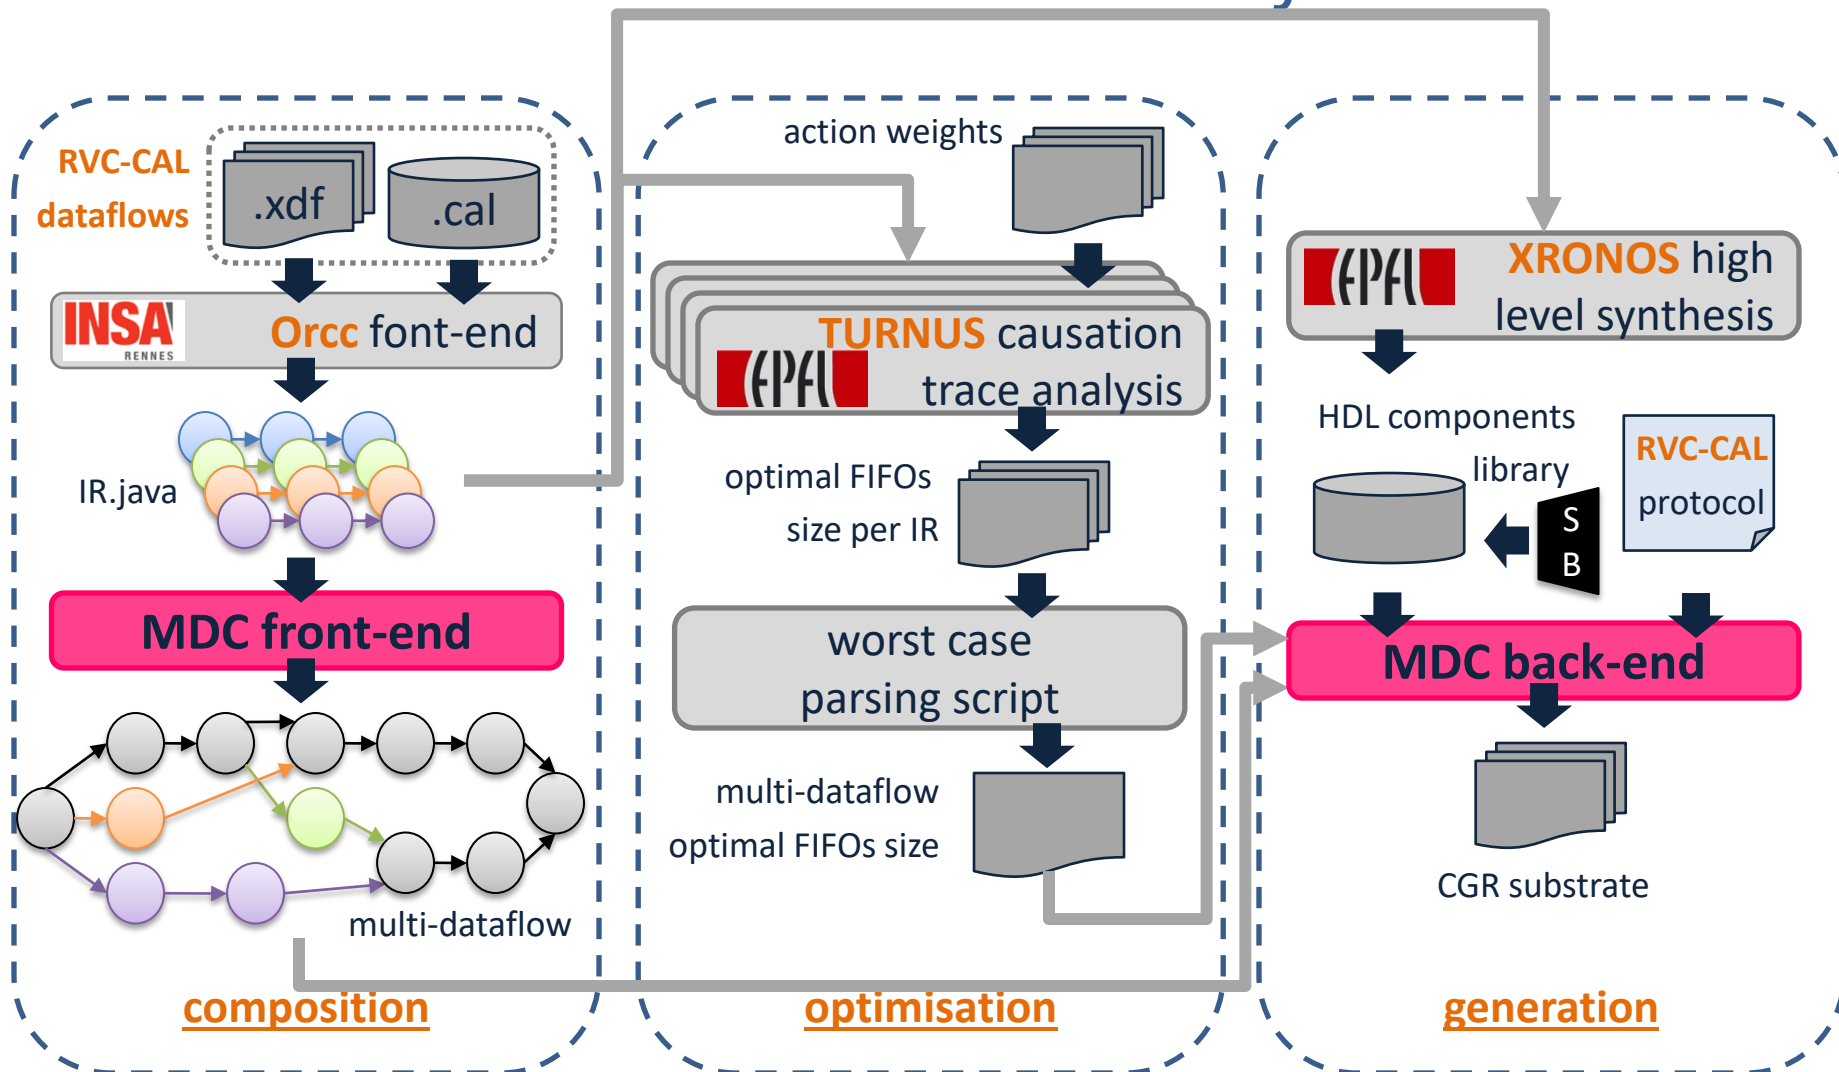 RVC-CAL
dataflows
.xdf
.cal
INSA
RENNES
Orcc font-end
IR.java
MDC front-end
multi-dataflow
composition
action weights
TURNUS causation
EPFL
trace analysis
optimal FIFOs
size per IR
worst case
parsing script
multi-dataflow
optimal FIFOs size
optimisation
EPFL
XRONOS high
level synthesis
HDL components
library
S
B
RVC-CAL
protocol
MDC back-end
CGR substrate
generation